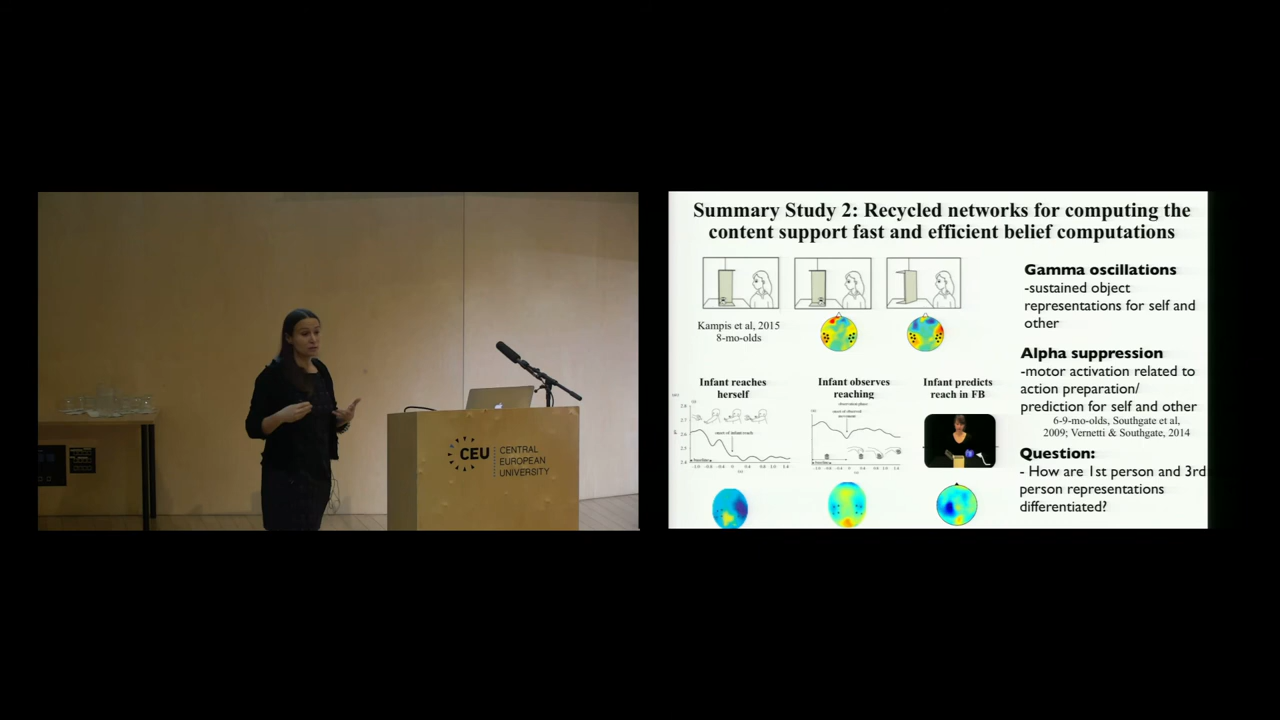 Summary Study 2: Recycled networks for computing the
content support fast and efficient belief computations
Kampis et al, 2015
8-mo-olds
Gamma oscillations
-sustained object
representations for self and
other
Infant reaches
herself
Infant observes
reaching
Infant predicts
reach in FB
Alpha suppression
-motor activation related to
action preparation/
prediction for self and other
6-9-mo-olds, Southgate et al,
2009; Vernetti & Southgate, 2014
Question:
- How are 1st person and 3rd
person representations
differentiated?
CEU
CENTRAL
EUROPEAN
UNIVERSITY